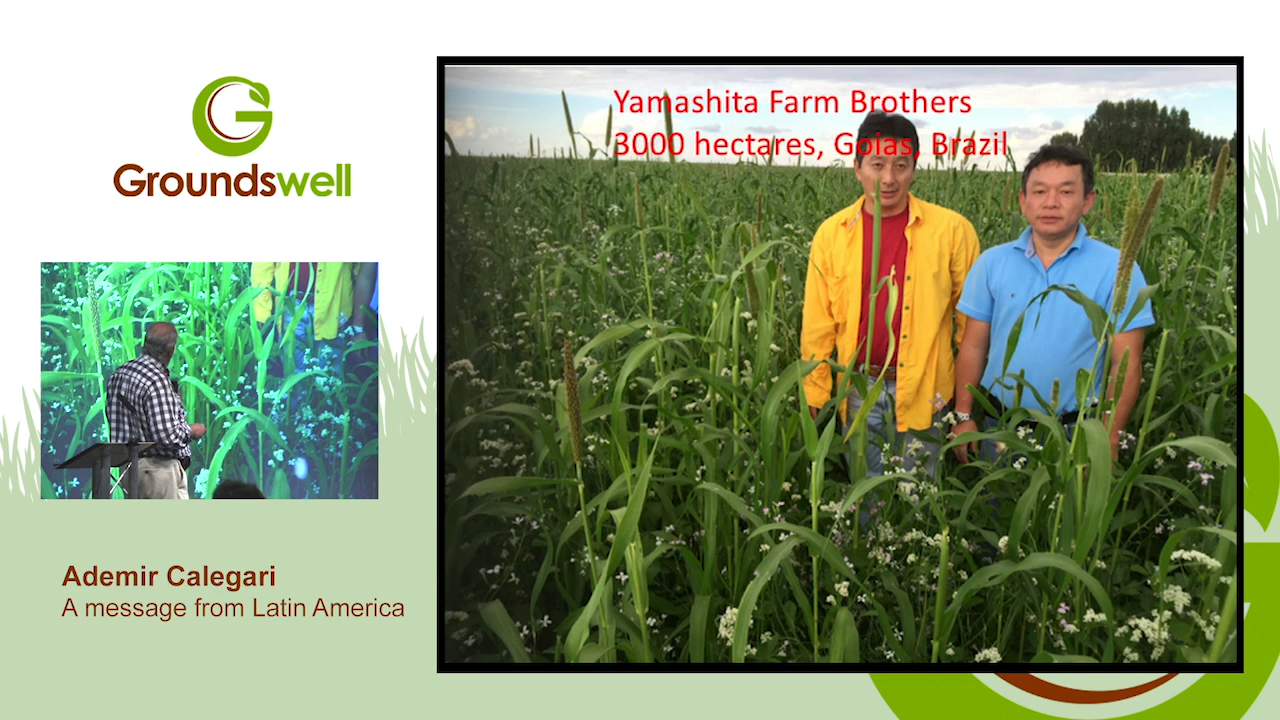 Groundswell
Yamashita Farm Brothers
3000 hectares, Goias, Brazil
Ademir Calegari
A message from Latin America